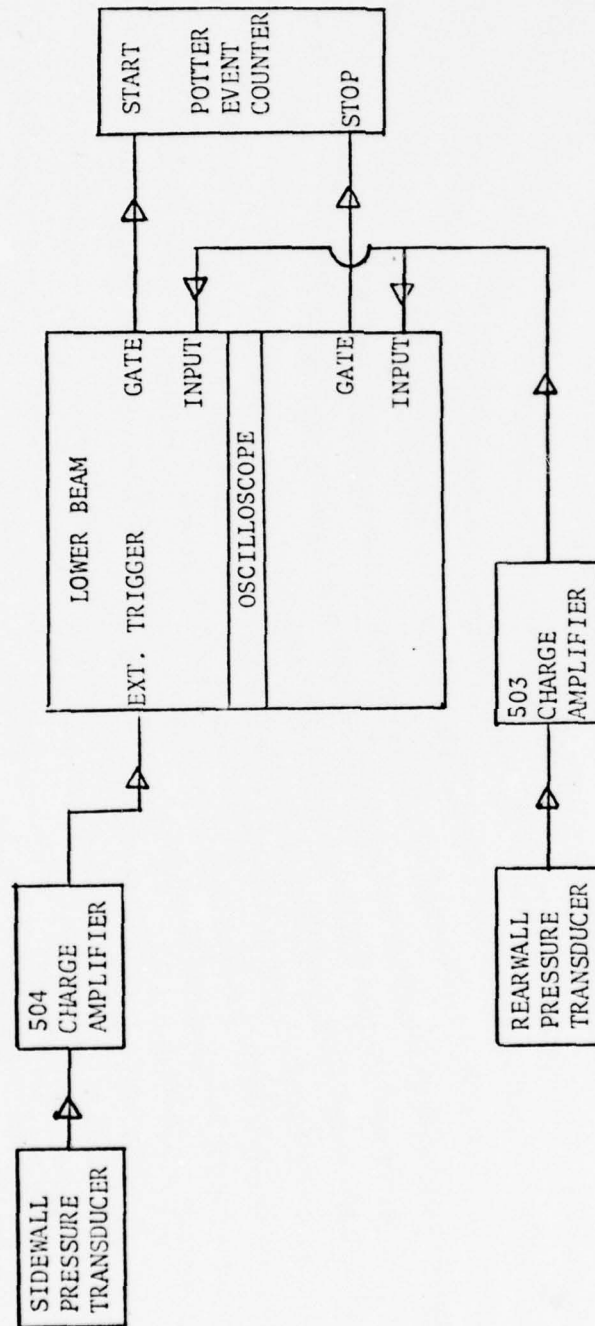 SIDEWALL
PRESSURE
TRANSDUCER
504
CHARGE
AMPLIFIER
LOWER BEAM
EXT. TRIGGER
GATE
INPUT
OSCILLOSCOPE
GATE
INPUT
START
POTTER
EVENT
COUNTER
STOP
REARWALL
PRESSURE
TRANSDUCER
503
CHARGE
AMPLIFIER